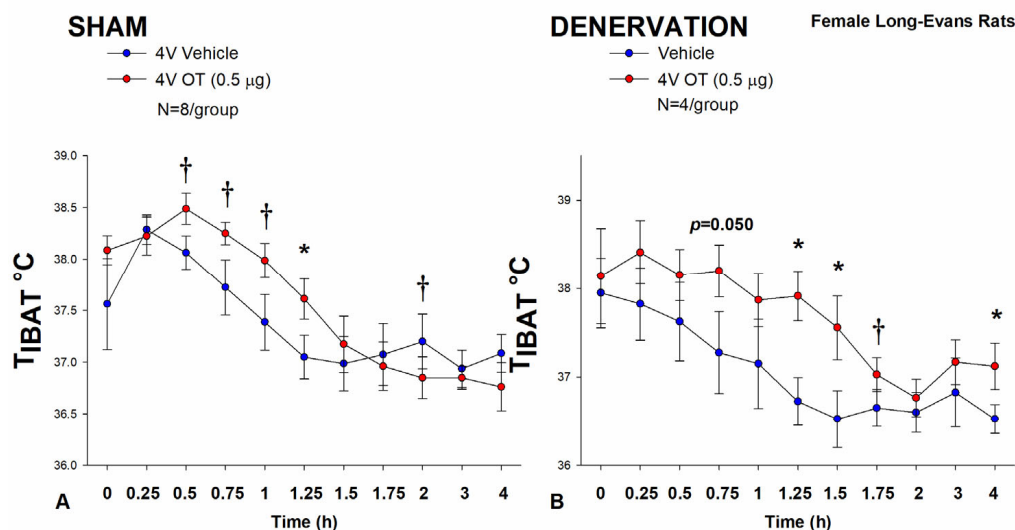 SHAM
4V Vehicle
4V OT (0.5 µg)
N=8/group
DENERVATION
Vehicle
4V OT (0.5 µg)
N=4/group
Female Long-Evans Rats
TIBAT °C
39.0
38.5
38.0
37.5
37.0
36.5
36.0
† † † * †
0 0.25 0.5 0.75 1 1.25 1.5 1.75 2 3 4
A
Time (h)
TIBAT °C
39
38
37
36
p=0.050
* * † *
0 0.25 0.5 0.75 1 1.25 1.5 1.75 2 3 4
B
Time (h)